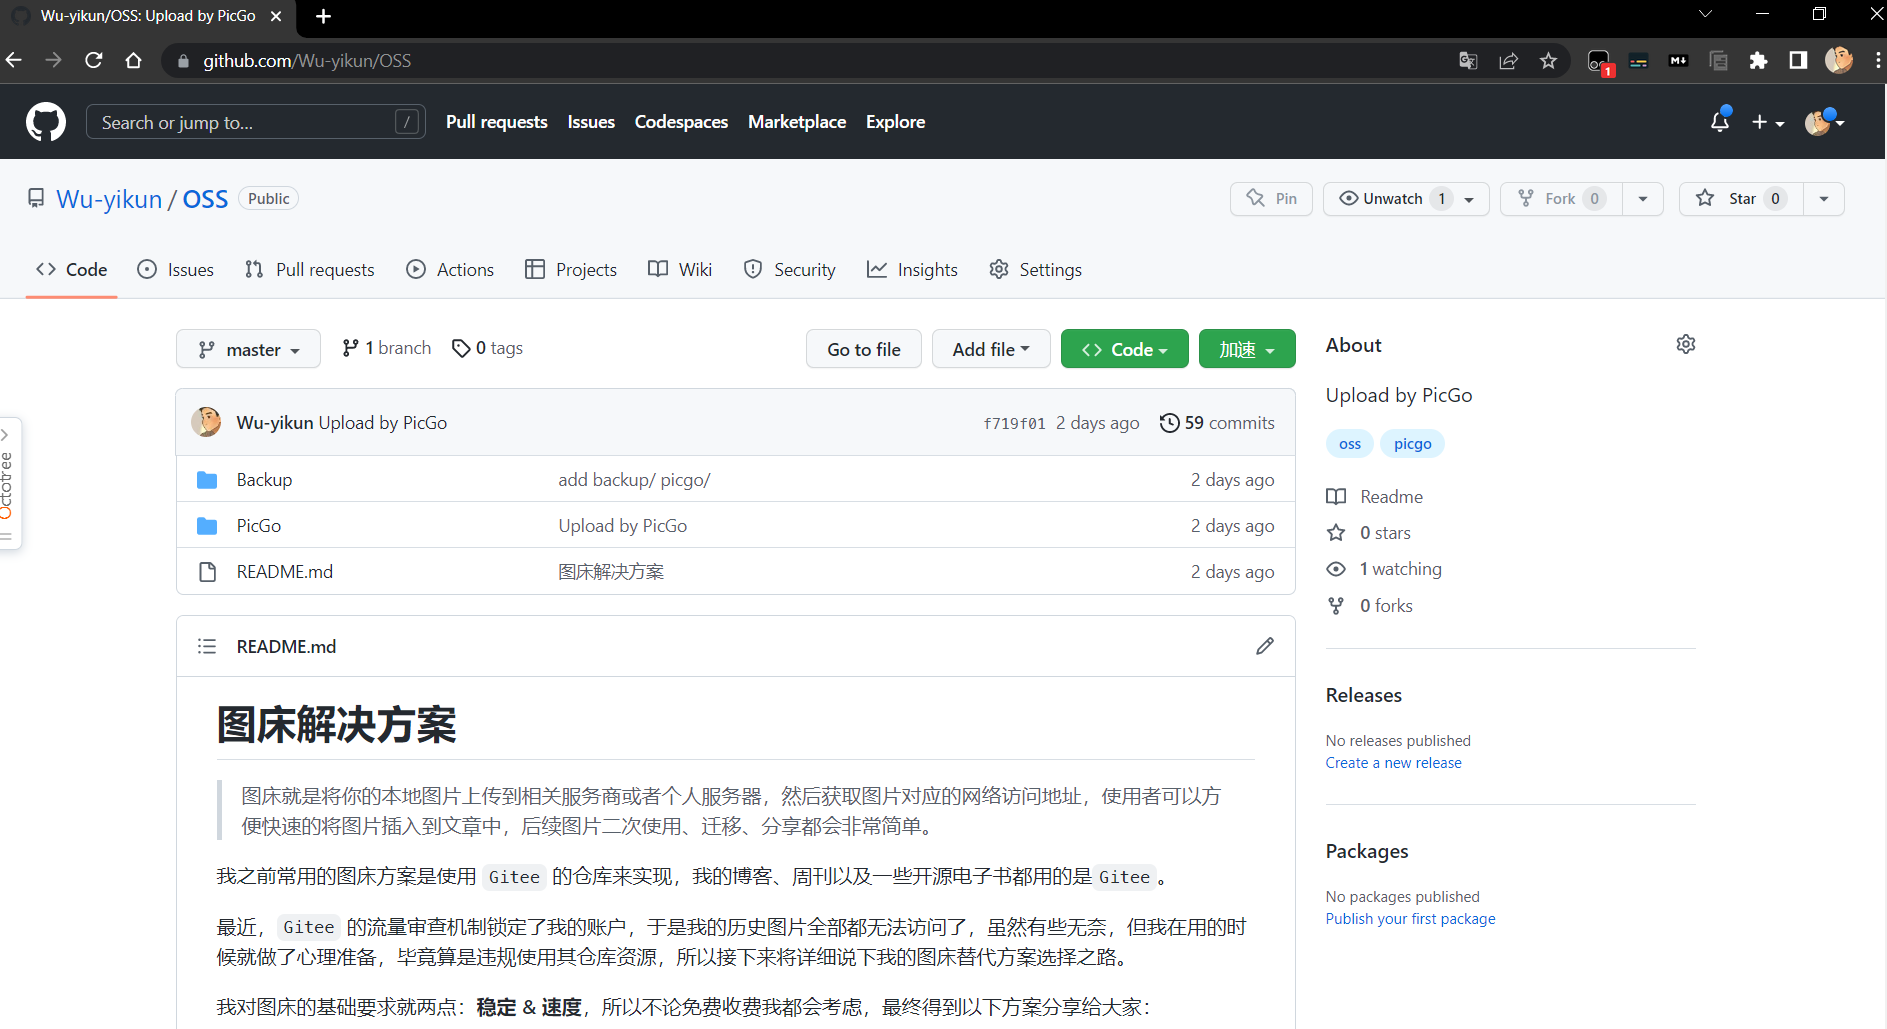 Wu-yikun/OSS: Upload by PicGo
github.com/Wu-yikun/OSS
1
M↓
Search or jump to... /
Pull requests Issues Codespaces Marketplace Explore
Wu-yikun / OSS Public
Pin Unwatch 1 Fork 0 Star 0
Code Issues Pull requests Actions Projects Wiki Security Insights Settings
master 1 branch 0 tags Go to file Add file Code 加速
Wu-yikun Upload by PicGo f719f01 2 days ago 59 commits
Backup add backup/ picgo/ 2 days ago
PicGo Upload by PicGo 2 days ago
README.md 图床解决方案 2 days ago
Octotree
README.md
图床解决方案
图床就是将你的本地图片上传到相关服务商或者个人服务器，然后获取图片对应的网络访问地址，使用者可以方
便快速的将图片插入到文章中，后续图片二次使用、迁移、分享都会非常简单。
我之前常用的图床方案是使用 Gitee 的仓库来实现，我的博客、周刊以及一些开源电子书都用的是 Gitee 。
最近， Gitee 的流量审查机制锁定了我的账户，于是我的历史图片全部都无法访问了，虽然有些无奈，但我在用的时
候就做了心理准备，毕竟算是违规使用其仓库资源，所以接下来将详细说下我的图床替代方案选择之路。
我对图床的基础要求就两点：稳定 & 速度，所以不论免费收费我都会考虑，最终得到以下方案分享给大家：
About
Upload by PicGo
oss picgo
Readme
0 stars
1 watching
0 forks
Releases
No releases published
Create a new release
Packages
No packages published
Publish your first package